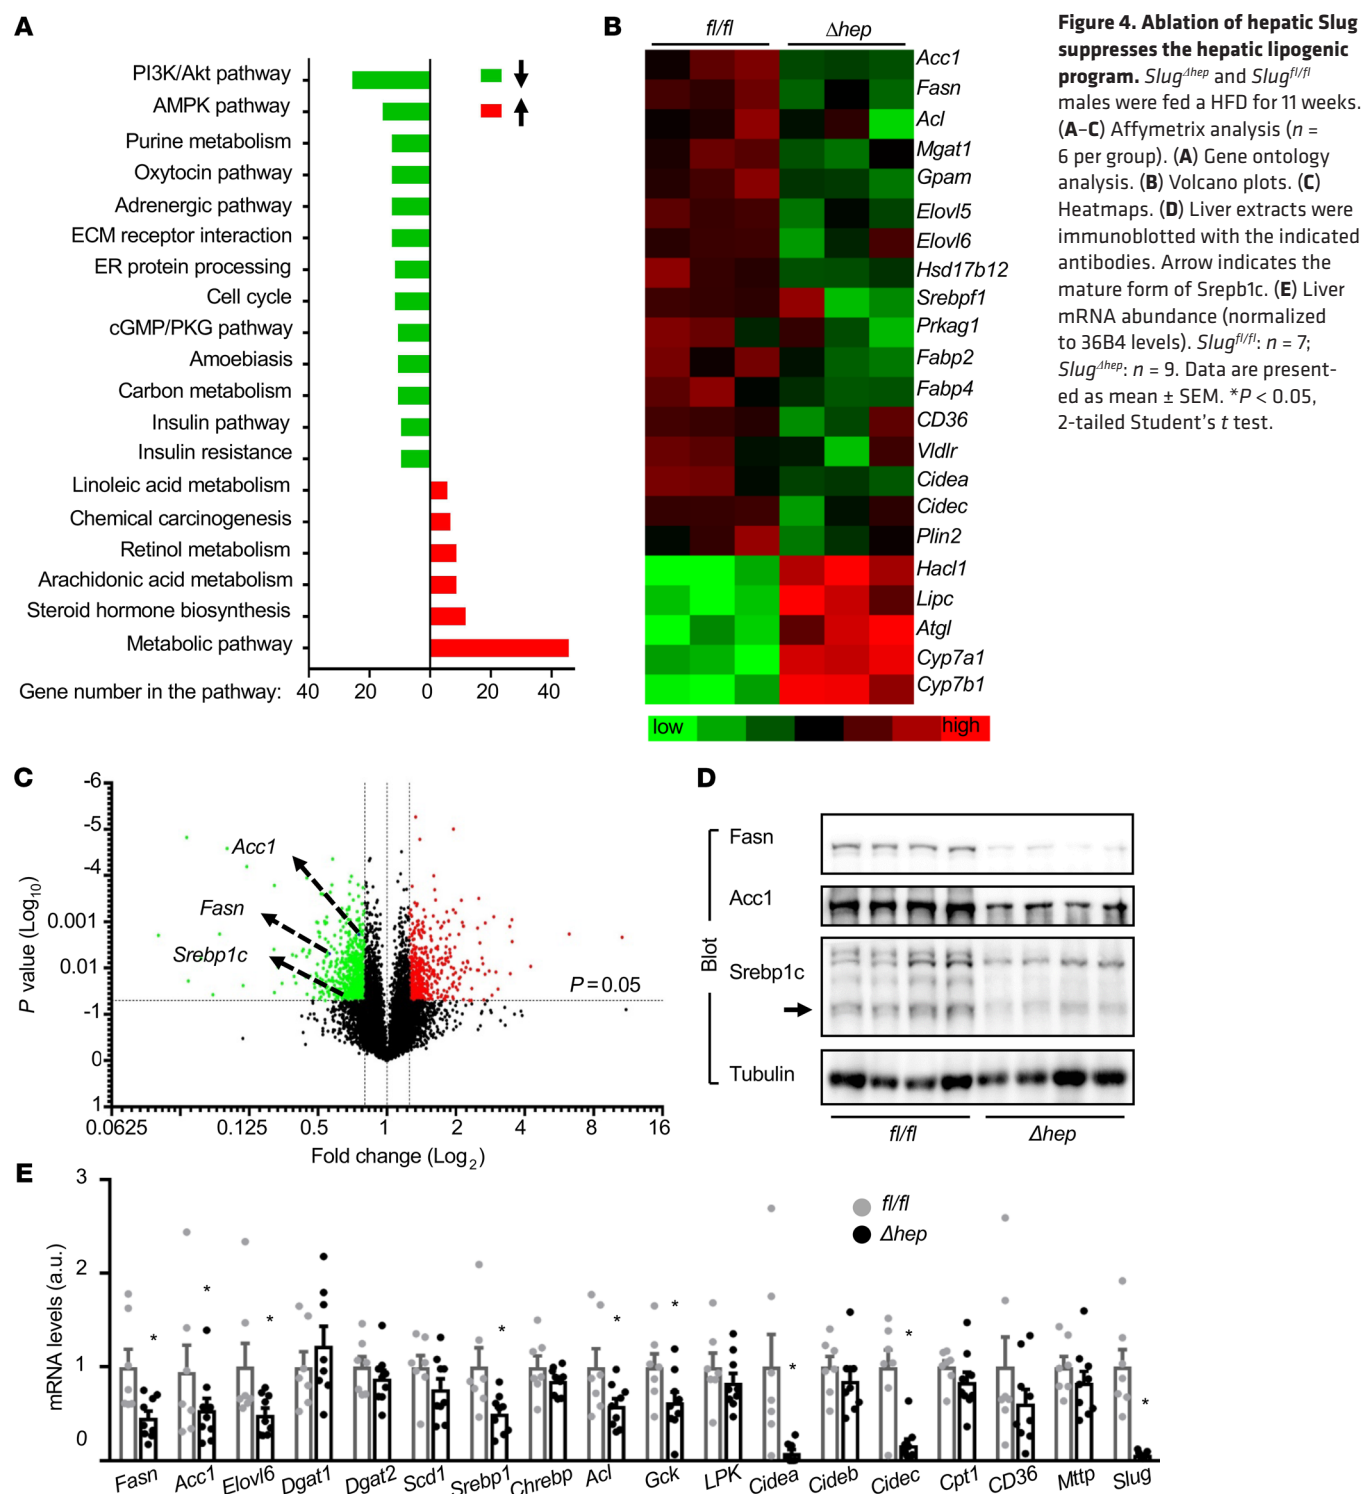 A
PI3K/Akt pathway
AMPK pathway
Purine metabolism
Oxytocin pathway
Adrenergic pathway
ECM receptor interaction
ER protein processing
Cell cycle
cGMP/PKG pathway
Amoebiasis
Carbon metabolism
Insulin pathway
Insulin resistance
Linoleic acid metabolism
Chemical carcinogenesis
Retinol metabolism
Arachidonic acid metabolism
Steroid hormone biosynthesis
Metabolic pathway
Gene number in the pathway: 40 20 0 20 40
B
fl/fl Δhep
Acc1
Fasn
Acl
Mgat1
Gpam
Elovl5
Elovl6
Hsd17b12
Srebpf1
Prkag1
Fabp2
Fabp4
CD36
Vldlr
Cidea
Cidec
Plin2
Hacl1
Lipc
Atgl
Cyp7a1
Cyp7b1
low high
Figure 4. Ablation of hepatic Slug
suppresses the hepatic lipogenic
program. SlugΔhep and Slugfl/fl
males were fed a HFD for 11 weeks.
(A–C) Affymetrix analysis (n =
6 per group). (A) Gene ontology
analysis. (B) Volcano plots. (C)
Heatmaps. (D) Liver extracts were
immunoblotted with the indicated
antibodies. Arrow indicates the
mature form of Srepb1c. (E) Liver
mRNA abundance (normalized
to 36B4 levels). Slugfl/fl: n = 7;
SlugΔhep: n = 9. Data are present-
ed as mean ± SEM. *P < 0.05,
2-tailed Student's t test.
C
P value (Log10)
-6
-5
-4
0.001
0.01
-1
0
1
Acc1
Fasn
Srebp1c
P = 0.05
0.0625 0.125 0.5 1 2 4 8 16
Fold change (Log2)
D
Blot
Fasn
Acc1
Srebp1c
Tubulin
fl/fl Δhep
E
mRNA levels (a.u.)
3
2
1
0
fl/fl
Δhep
* * * * * * * * *
Fasn Acc1 Elovl6 Dgat1 Dgat2 Scd1 Srebp1 Chrebp Acl Gck LPK Cidea Cideb Cidec Cpt1 CD36 Mttp Slug